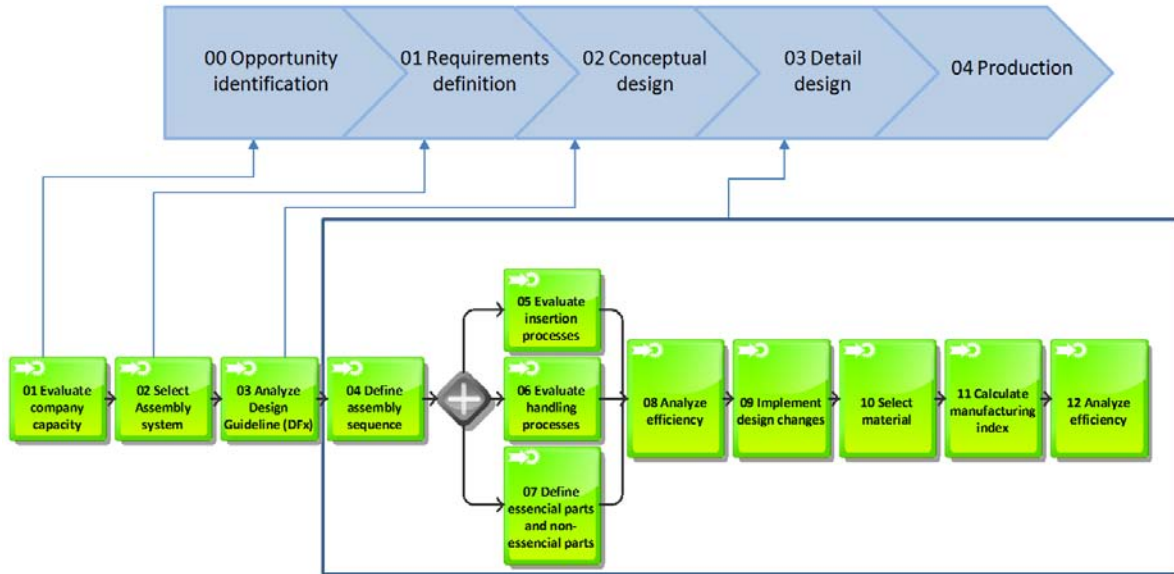 00 Opportunity
identification
01 Requirements
definition
02 Conceptual
design
03 Detail
design
04 Production
01 Evaluate
company
capacity
02 Select
Assembly
system
03 Analyze
Design
Guideline (DFx)
04 Define
assembly
sequence
05 Evaluate
insertion
processes
06 Evaluate
handling
processes
07 Define
essencial parts
and non-
essencial parts
08 Analyze
efficiency
09 Implement
design changes
10 Select
material
11 Calculate
manufacturing
index
12 Analyze
efficiency